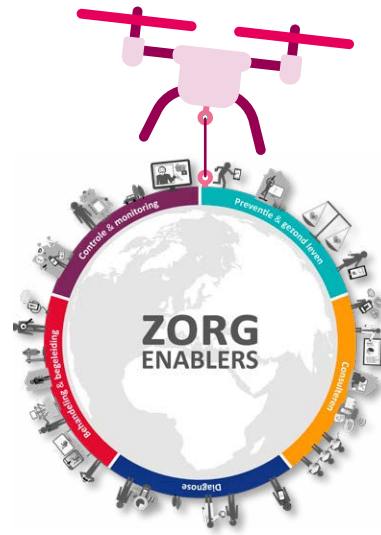 ZORG
ENABLERS
Preventie & gezond leven
Consulteren
Diagnose
Behandeling & begeleiding
Controle & monitoring